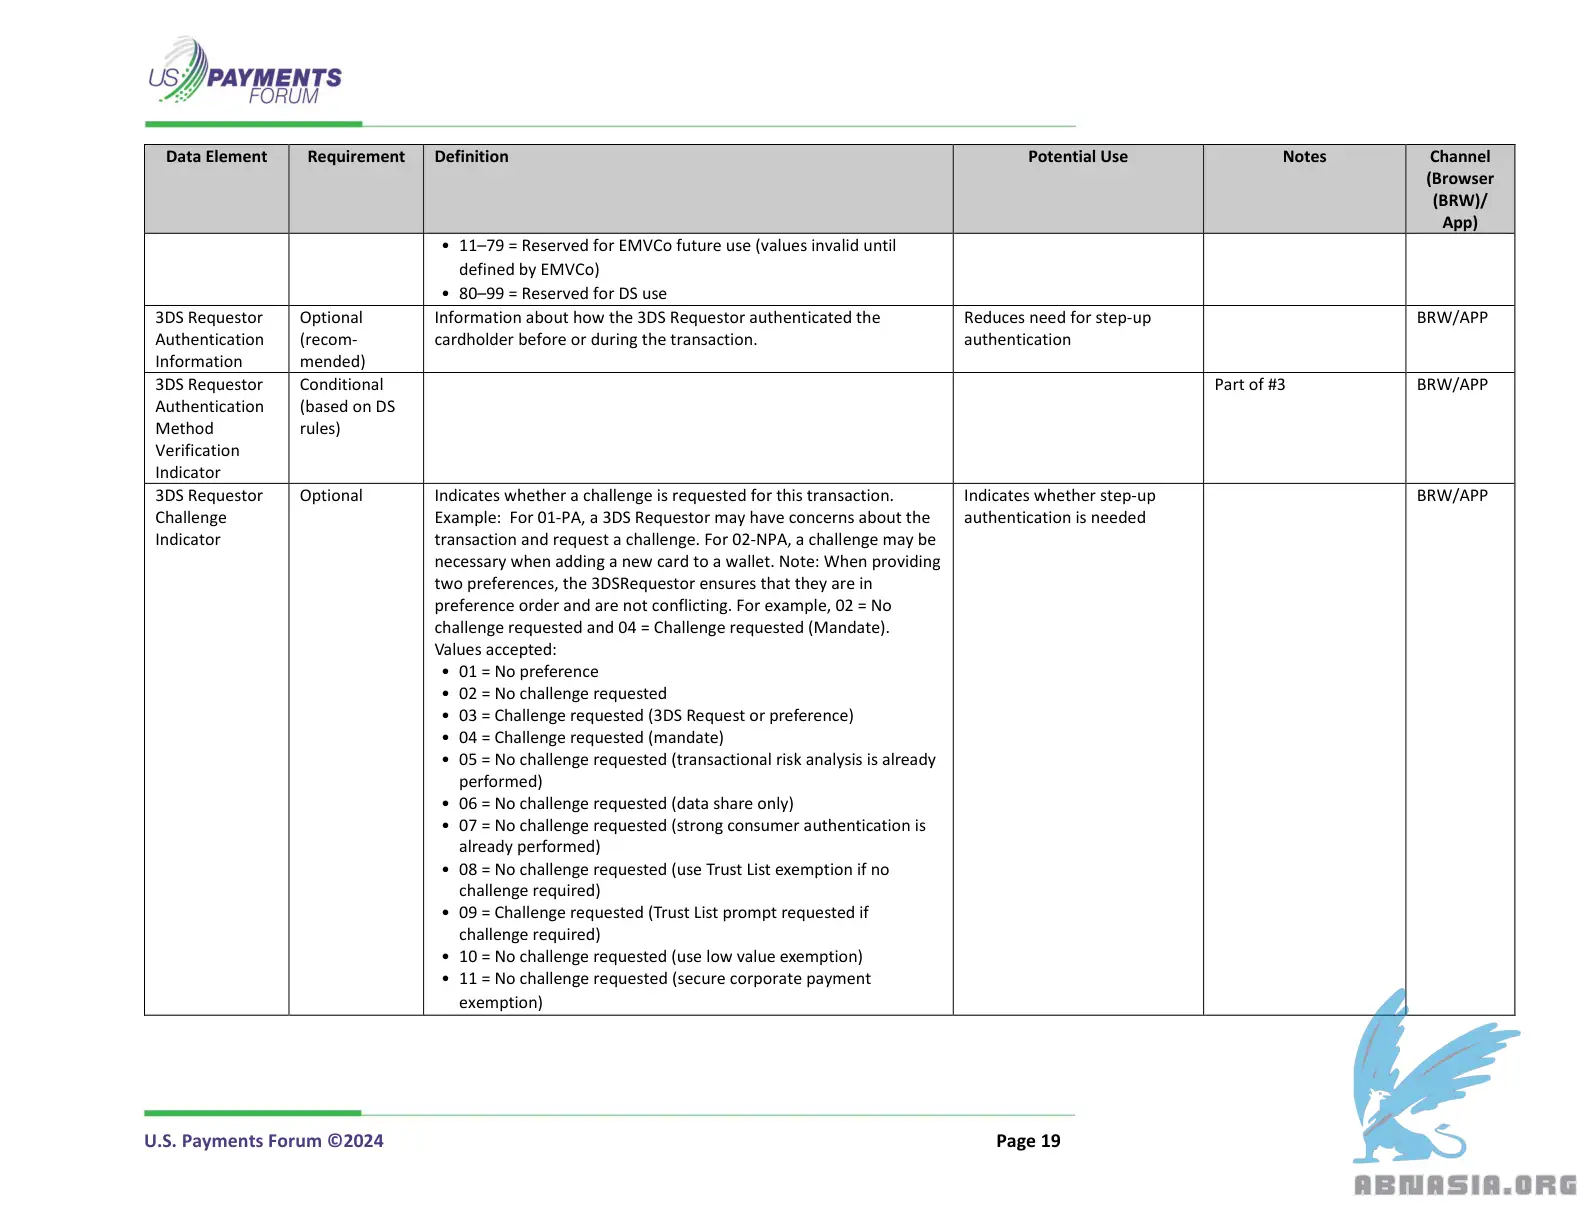 US PAYMENTS
FORUM
Data Element
Requirement
Definition
Potential Use
Notes
Channel
(Browser
(BRW)/
App)
• 11–79 = Reserved for EMVCo future use (values invalid until
defined by EMVCo)
• 80–99 = Reserved for DS use
3DS Requestor
Authentication
Information
Optional
(recom-
mended)
Information about how the 3DS Requestor authenticated the
cardholder before or during the transaction.
Reduces need for step-up
authentication
BRW/APP
3DS Requestor
Authentication
Method
Verification
Indicator
Conditional
(based on DS
rules)
Part of #3
BRW/APP
3DS Requestor
Challenge
Indicator
Optional
Indicates whether a challenge is requested for this transaction.
Example:  For 01-PA, a 3DS Requestor may have concerns about the
transaction and request a challenge. For 02-NPA, a challenge may be
necessary when adding a new card to a wallet. Note: When providing
two preferences, the 3DSRequestor ensures that they are in
preference order and are not conflicting. For example, 02 = No
challenge requested and 04 = Challenge requested (Mandate).
Values accepted:
• 01 = No preference
• 02 = No challenge requested
• 03 = Challenge requested (3DS Request or preference)
• 04 = Challenge requested (mandate)
• 05 = No challenge requested (transactional risk analysis is already
performed)
• 06 = No challenge requested (data share only)
• 07 = No challenge requested (strong consumer authentication is
already performed)
• 08 = No challenge requested (use Trust List exemption if no
challenge required)
• 09 = Challenge requested (Trust List prompt requested if
challenge required)
• 10 = No challenge requested (use low value exemption)
• 11 = No challenge requested (secure corporate payment
exemption)
Indicates whether step-up
authentication is needed
BRW/APP
U.S. Payments Forum ©2024
Page 19
ABNASIA.ORG